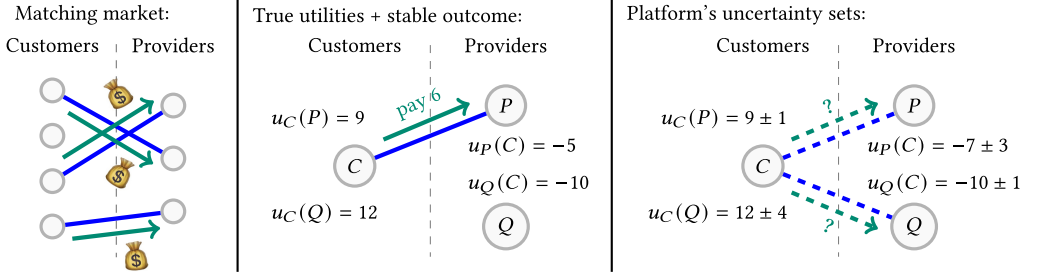 Matching market:
Customers
Providers
$
$
$
True utilities + stable outcome:
Customers
Providers
pay 6
P
u_C(P) = 9
u_P(C) = −5
C
u_Q(C) = −10
u_C(Q) = 12
Q
Platform's uncertainty sets:
Customers
Providers
?
P
u_C(P) = 9 ± 1
u_P(C) = −7 ± 3
C
u_Q(C) = −10 ± 1
u_C(Q) = 12 ± 4
?
Q